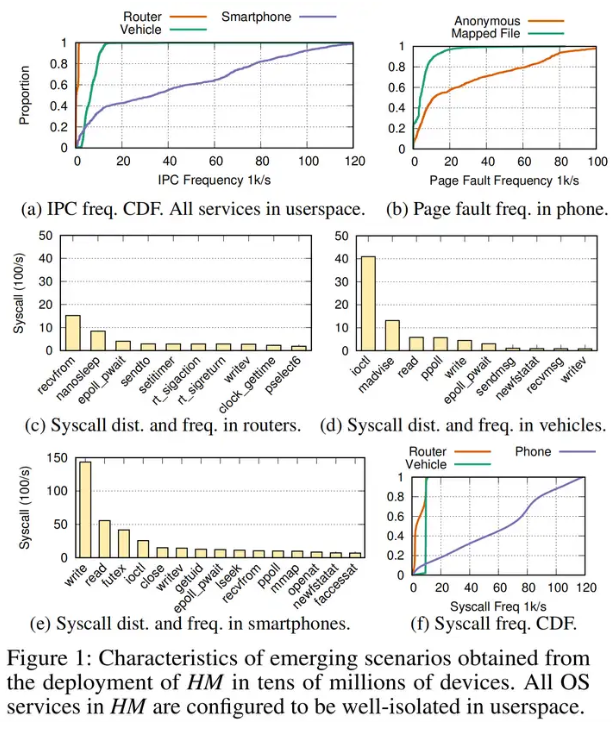 Router Smartphone
Vehicle
Proportion
1
0.8
0.6
0.4
0.2
0
0 20 40 60 80 100 120
IPC Frequency 1k/s
(a) IPC freq. CDF. All services in userspace.
Anonymous
Mapped File
1
0.8
0.6
0.4
0.2
0
0 20 40 60 80 100
Page Fault Frequency 1k/s
(b) Page fault freq. in phone.
Syscall (100/s)
50
40
30
20
10
0
recvfrom
nanosleep
epoll_pwait
sendto
setitimer
rt_sigaction
rt_sigreturn
writev
clock_gettime
pselect6
(c) Syscall dist. and freq. in routers.
50
40
30
20
10
0
ioctl
madvise
read
ppoll
write
epoll_pwait
sendmsg
newfstatat
recvmsg
writev
(d) Syscall dist. and freq. in vehicles.
Syscall (100/s)
150
100
50
0
write
read
futex
ioctl
close
writev
getuid
epoll_pwait
lseek
recvfrom
ppoll
mmap
openat
newfstatat
faccessat
(e) Syscall dist. and freq. in smartphones.
Router Phone
Vehicle
1
0.8
0.6
0.4
0.2
0
0 20 40 60 80 100 120
Syscall Freq 1k/s
(f) Syscall freq. CDF.
Figure 1: Characteristics of emerging scenarios obtained from
the deployment of HM in tens of millions of devices. All OS
services in HM are configured to be well-isolated in userspace.